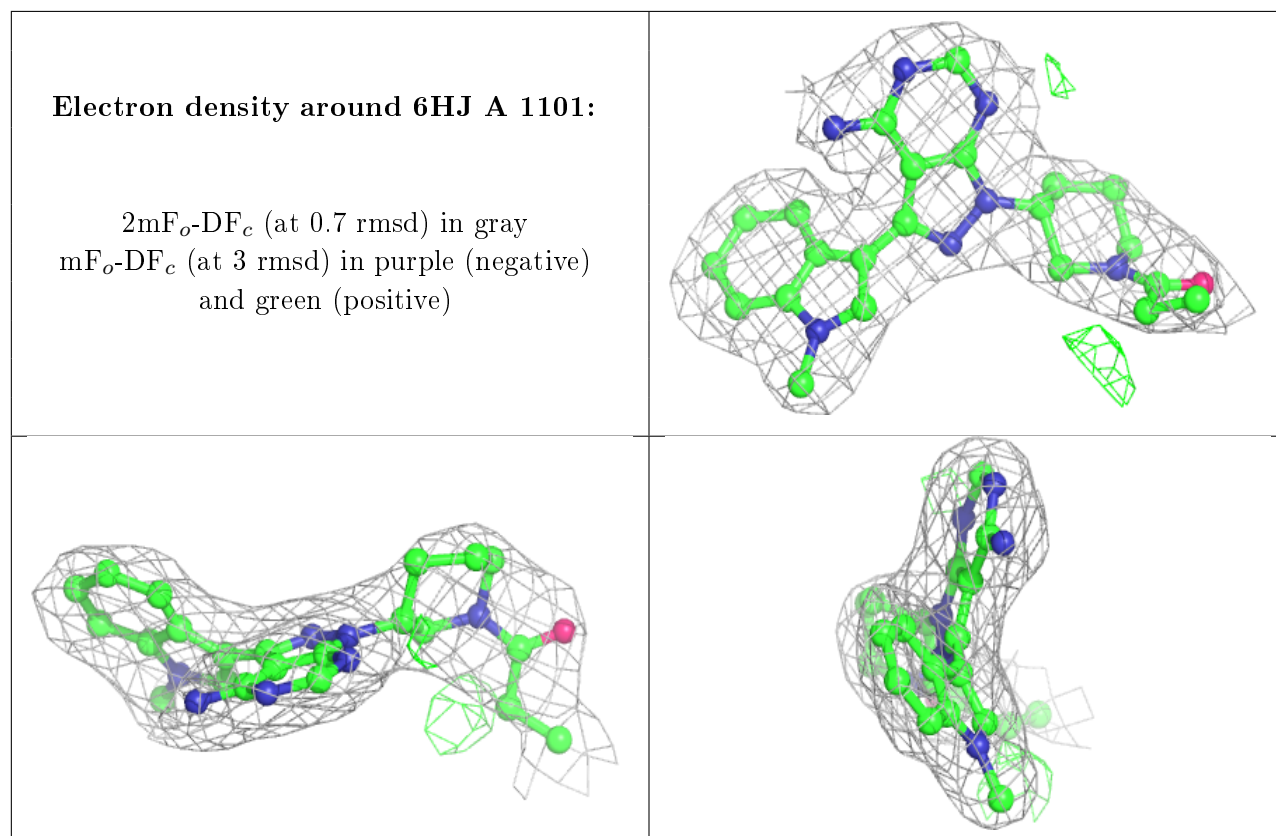 Electron density around 6HJ A 1101:
2mFₒ-DF𝒸 (at 0.7 rmsd) in gray
mFₒ-DF𝒸 (at 3 rmsd) in purple (negative)
and green (positive)